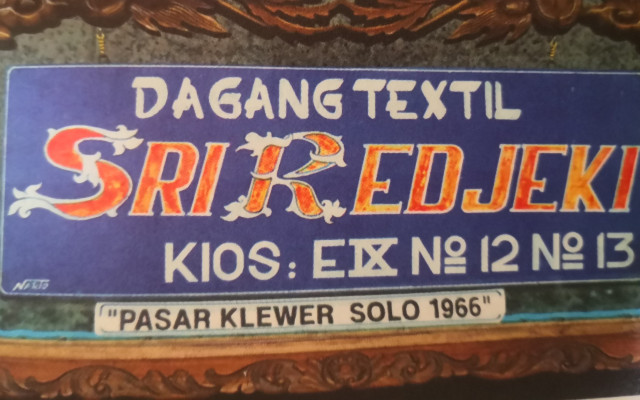 DAGANG TEXTIL
SRI REDJEKI
KIOS: EIX No 12 No 13
"PASAR KLEWER SOLO 1966"